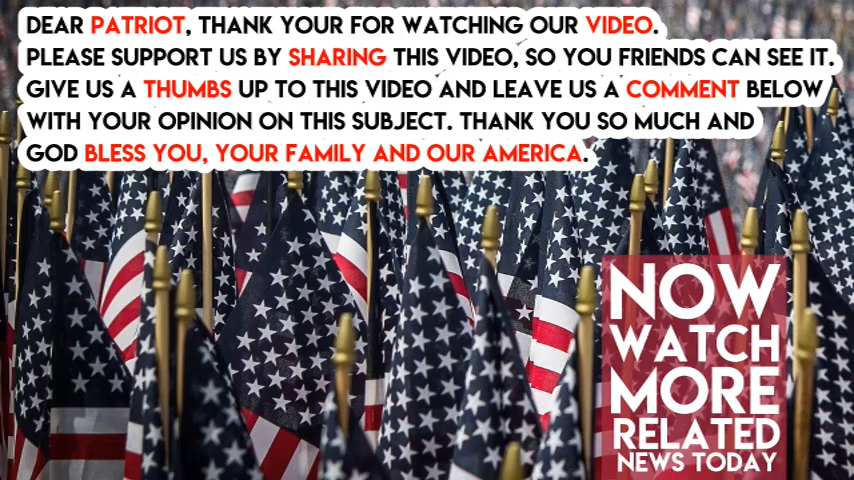 DEAR PATRIOT, THANK YOUR FOR WATCHING OUR VIDEO.
PLEASE SUPPORT US BY SHARING THIS VIDEO, SO YOU FRIENDS CAN SEE IT.
GIVE US A THUMBS UP TO THIS VIDEO AND LEAVE US A COMMENT BELOW
WITH YOUR OPINION ON THIS SUBJECT. THANK YOU SO MUCH AND
GOD BLESS YOU, YOUR FAMILY AND OUR AMERICA.
NOW
WATCH
MORE
RELATED
NEWS TODAY